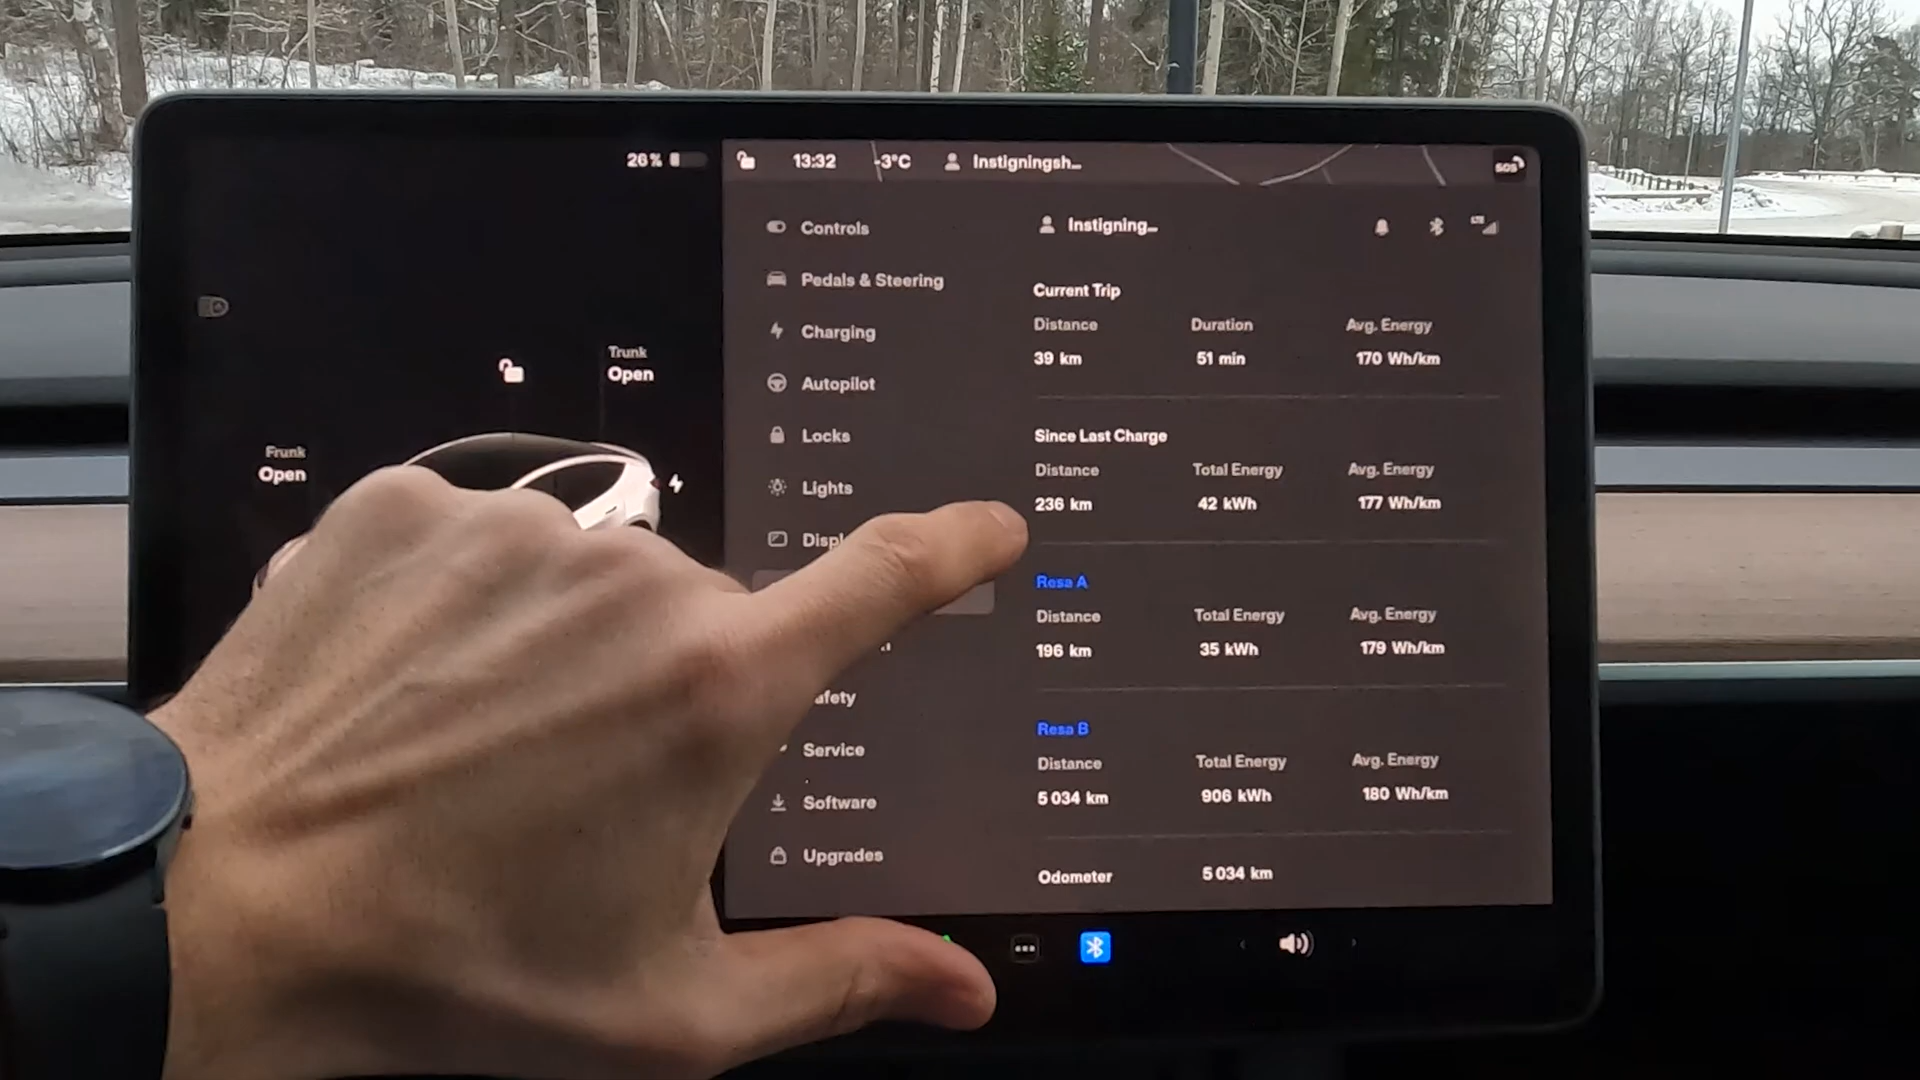 26%
13:32 -3°C Instigningsh...
SOS
Trunk
Open
Frunk
Open
Controls
Pedals & Steering
Charging
Autopilot
Locks
Lights
Displ
afety
Service
Software
Upgrades
Instigning...
LTE
Current Trip
Distance Duration Avg. Energy
39 km 51 min 170 Wh/km
Since Last Charge
Distance Total Energy Avg. Energy
236 km 42 kWh 177 Wh/km
Resa A
Distance Total Energy Avg. Energy
196 km 35 kWh 179 Wh/km
Resa B
Distance Total Energy Avg. Energy
5 034 km 906 kWh 180 Wh/km
Odometer 5 034 km